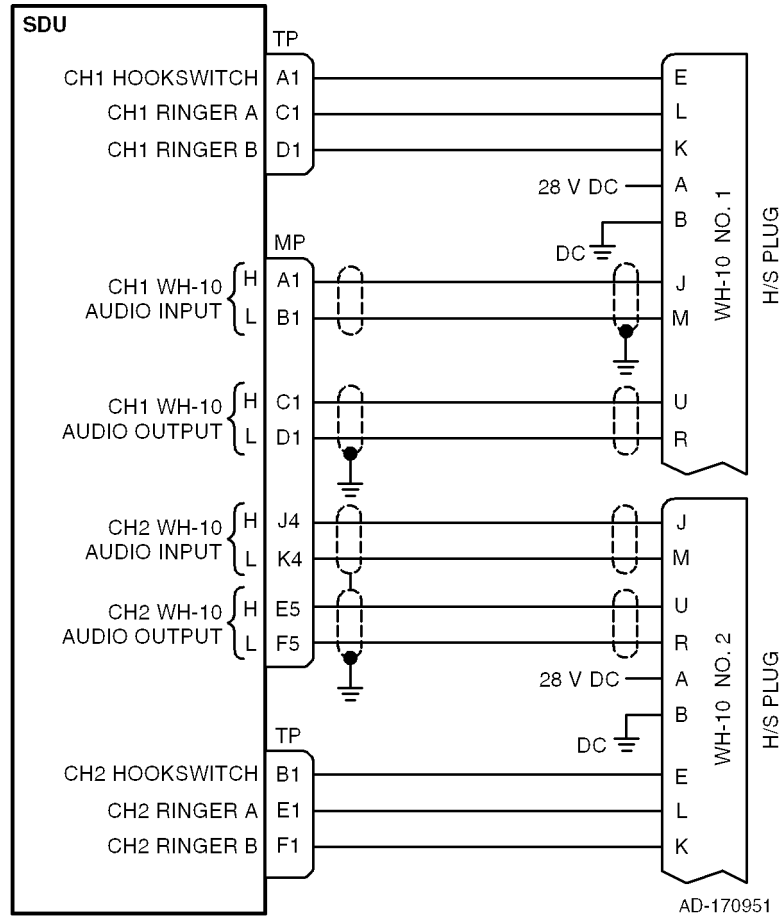 SDU
TP
CH1 HOOKSWITCH A1 E
CH1 RINGER A C1 L
CH1 RINGER B D1 K
28 V DC A
B
DC
MP
CH1 WH-10 AUDIO INPUT
H A1 J
L B1 M
CH1 WH-10 AUDIO OUTPUT
H C1 U
L D1 R
WH-10 NO. 1
H/S PLUG
CH2 WH-10 AUDIO INPUT
H J4 J
L K4 M
CH2 WH-10 AUDIO OUTPUT
H E5 U
L F5 R
28 V DC A
B
DC
WH-10 NO. 2
H/S PLUG
TP
CH2 HOOKSWITCH B1 E
CH2 RINGER A E1 L
CH2 RINGER B F1 K
AD-170951